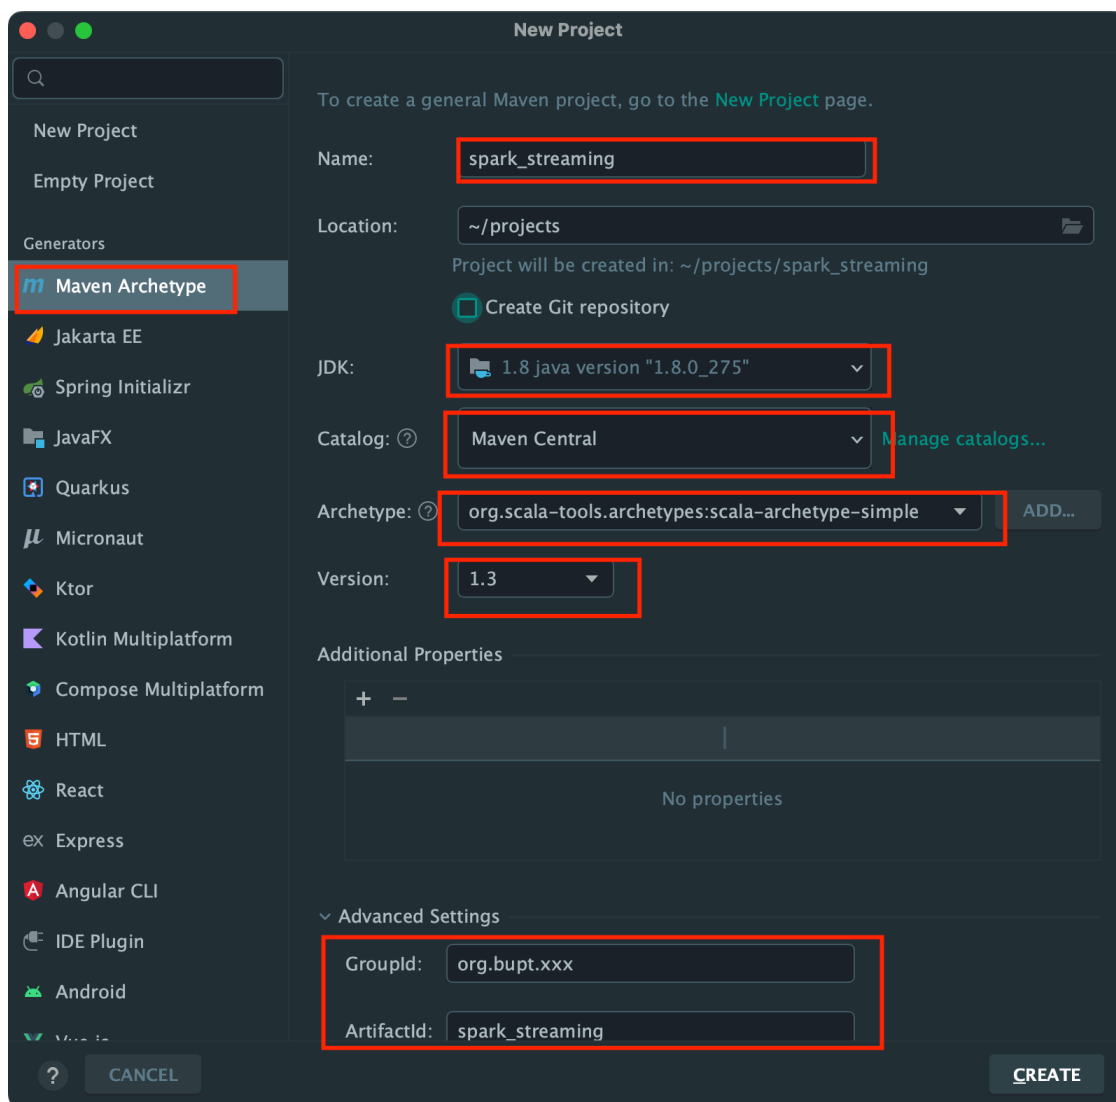 New Project
To create a general Maven project, go to the New Project page.
New Project
Empty Project
Generators
Maven Archetype
Jakarta EE
Spring Initializr
JavaFX
Quarkus
Micronaut
Ktor
Kotlin Multiplatform
Compose Multiplatform
HTML
React
ex Express
Angular CLI
IDE Plugin
Android
Name: spark_streaming
Location: ~/projects
Project will be created in: ~/projects/spark_streaming
Create Git repository
JDK: 1.8 java version "1.8.0_275"
Catalog: ? Maven Central Manage catalogs...
Archetype: ? org.scala-tools.archetypes:scala-archetype-simple ADD...
Version: 1.3
Additional Properties
+ −
No properties
Advanced Settings
GroupId: org.bupt.xxx
ArtifactId: spark_streaming
? CANCEL CREATE